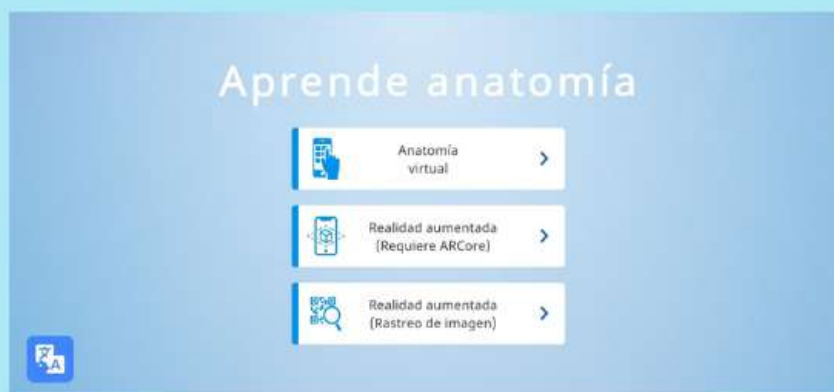 Aprende anatomía
Anatomía
virtual
Realidad aumentada
(Requiere ARCore)
Realidad aumentada
(Rastreo de imagen)
A